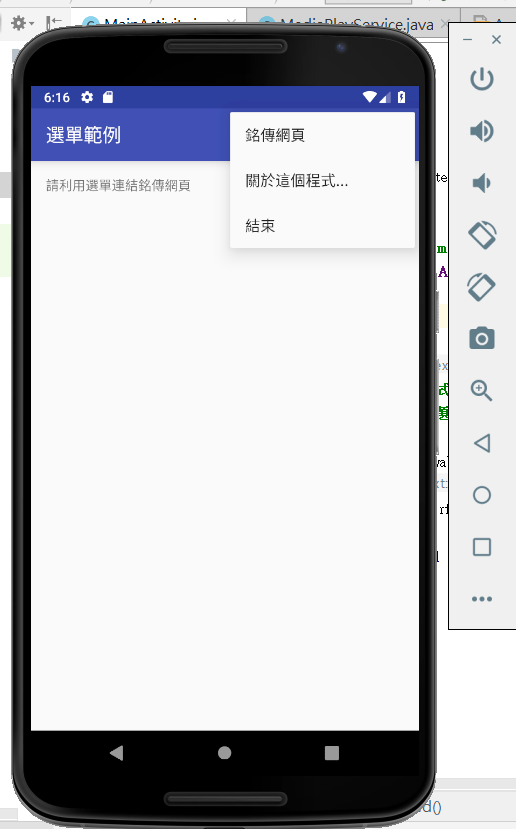 MainActivity.j
MediaPlayService.java
6:16
選單範例
請利用選單連結銘傳網頁
銘傳網頁
關於這個程式...
結束